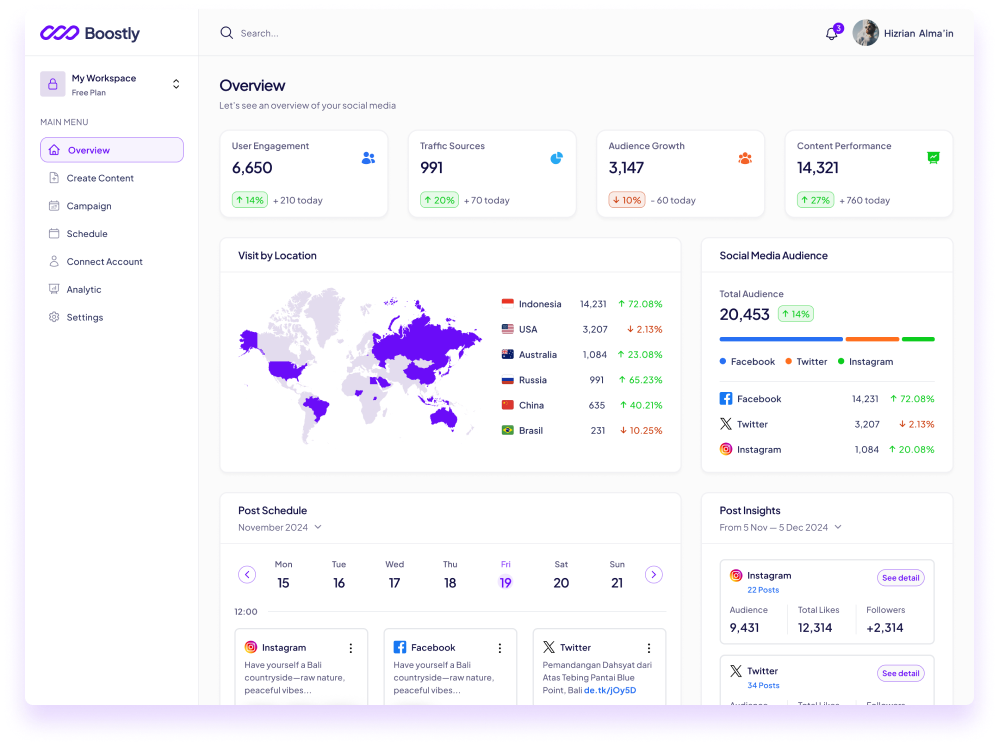 Boostly
Search...
3
Hizrian Alma'in
My Workspace
Free Plan
MAIN MENU
Overview
Create Content
Campaign
Schedule
Connect Account
Analytic
Settings
Overview
Let's see an overview of your social media
User Engagement
6,650
↑ 14% + 210 today
Traffic Sources
991
↑ 20% + 70 today
Audience Growth
3,147
↓ 10% - 60 today
Content Performance
14,321
↑ 27% + 760 today
Visit by Location
Indonesia 14,231 ↑ 72.08%
USA 3,207 ↓ 2.13%
Australia 1,084 ↑ 23.08%
Russia 991 ↑ 65.23%
China 635 ↑ 40.21%
Brasil 231 ↓ 10.25%
Social Media Audience
Total Audience
20,453 ↑ 14%
Facebook Twitter Instagram
Facebook 14,231 ↑ 72.08%
Twitter 3,207 ↓ 2.13%
Instagram 1,084 ↑ 20.08%
Post Schedule
November 2024
Mon Tue Wed Thu Fri Sat Sun
15 16 17 18 19 20 21
12:00
Instagram
Have yourself a Bali
countryside—raw nature,
peaceful vibes...
Facebook
Have yourself a Bali
countryside—raw nature,
peaceful vibes...
Twitter
Pemandangan Dahsyat dari
Atas Tebing Pantai Blue
Point, Bali de.tk/jOy5D
Post Insights
From 5 Nov — 5 Dec 2024
Instagram
22 Posts
See detail
Audience Total Likes Followers
9,431 12,314 +2,314
Twitter
34 Posts
See detail
Audience Total Likes Followers